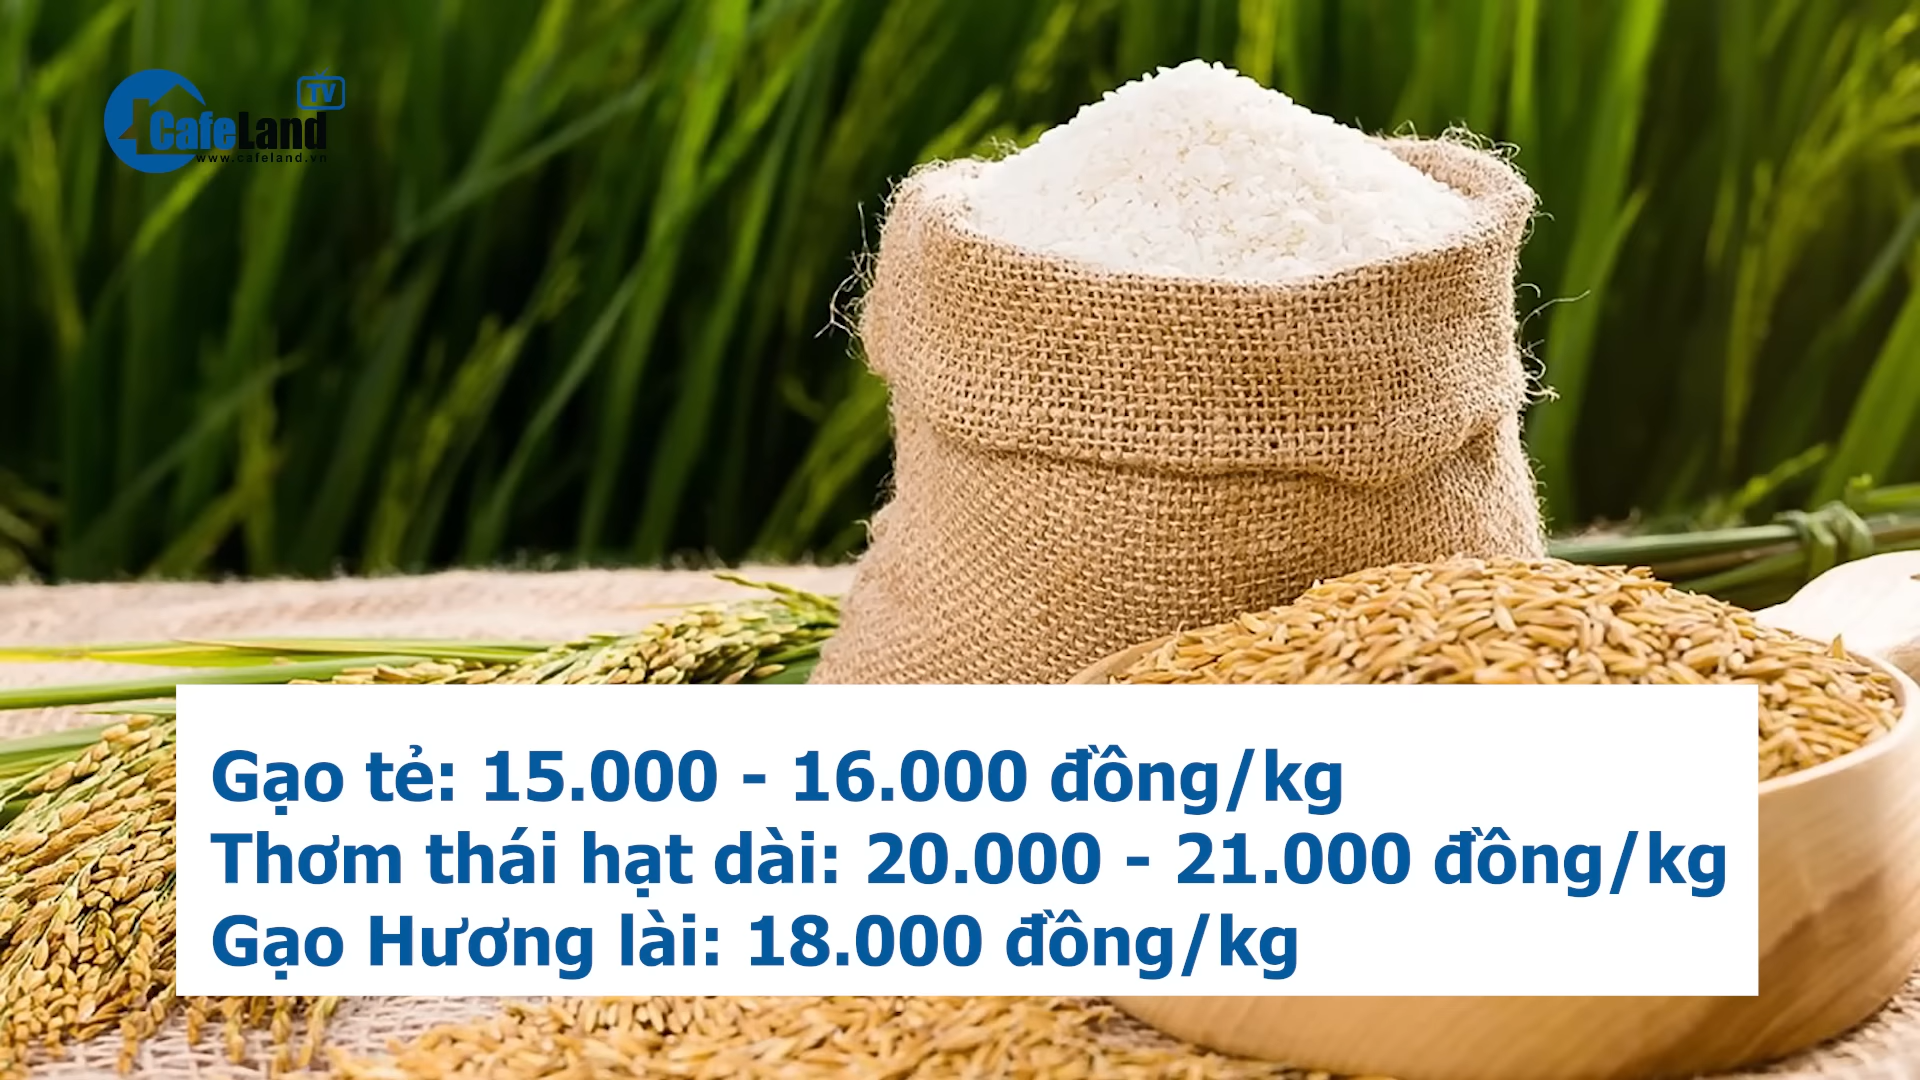 TV
CafeLand
www.cafeland.vn
Gạo tẻ: 15.000 - 16.000 đồng/kg
Thơm thái hạt dài: 20.000 - 21.000 đồng/kg
Gạo Hương lài: 18.000 đồng/kg